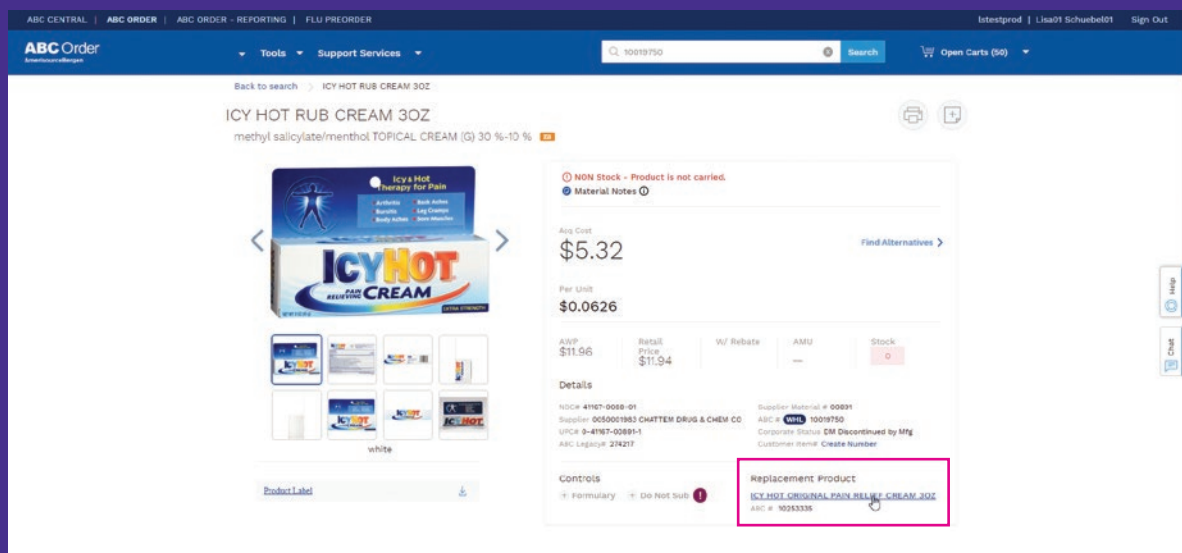 ABC CENTRAL | ABC ORDER | ABC ORDER - REPORTING | FLU PREORDER
lstestprod | Lisa01 Schuebel01 Sign Out
ABC Order
AmerisourceBergen
Tools Support Services
10019750
Search
Open Carts (50)
Back to search > ICY HOT RUB CREAM 3OZ
ICY HOT RUB CREAM 3OZ
methyl salicylate/menthol TOPICAL CREAM (G) 30 %-10 %
Icy & Hot
Therapy for Pain
Arthritis Back Aches
Bursitis Leg Cramps
Body Aches Sore Muscles
ICYHOT
PAIN
RELIEVING CREAM
EXTRA STRENGTH
white
Product Label
NON Stock - Product is not carried.
Material Notes
Acq Cost
$5.32
Find Alternatives >
Per Unit
$0.0626
AWP Retail Price W/ Rebate AMU Stock
$11.96 $11.94 — 0
Details
NDC# 41167-0088-01 Supplier Material # 00891
Supplier 0050001983 CHATTEM DRUG & CHEM CO ABC # WHL 10019750
UPC# 0-41167-00891-1 Corporate Status DM Discontinued by Mfg
ABC Legacy# 274217 Customer Item# Create Number
Controls
+ Formulary + Do Not Sub !
Replacement Product
ICY HOT ORIGINAL PAIN RELIEF CREAM 3OZ
ABC # 10253335
Help
Chat